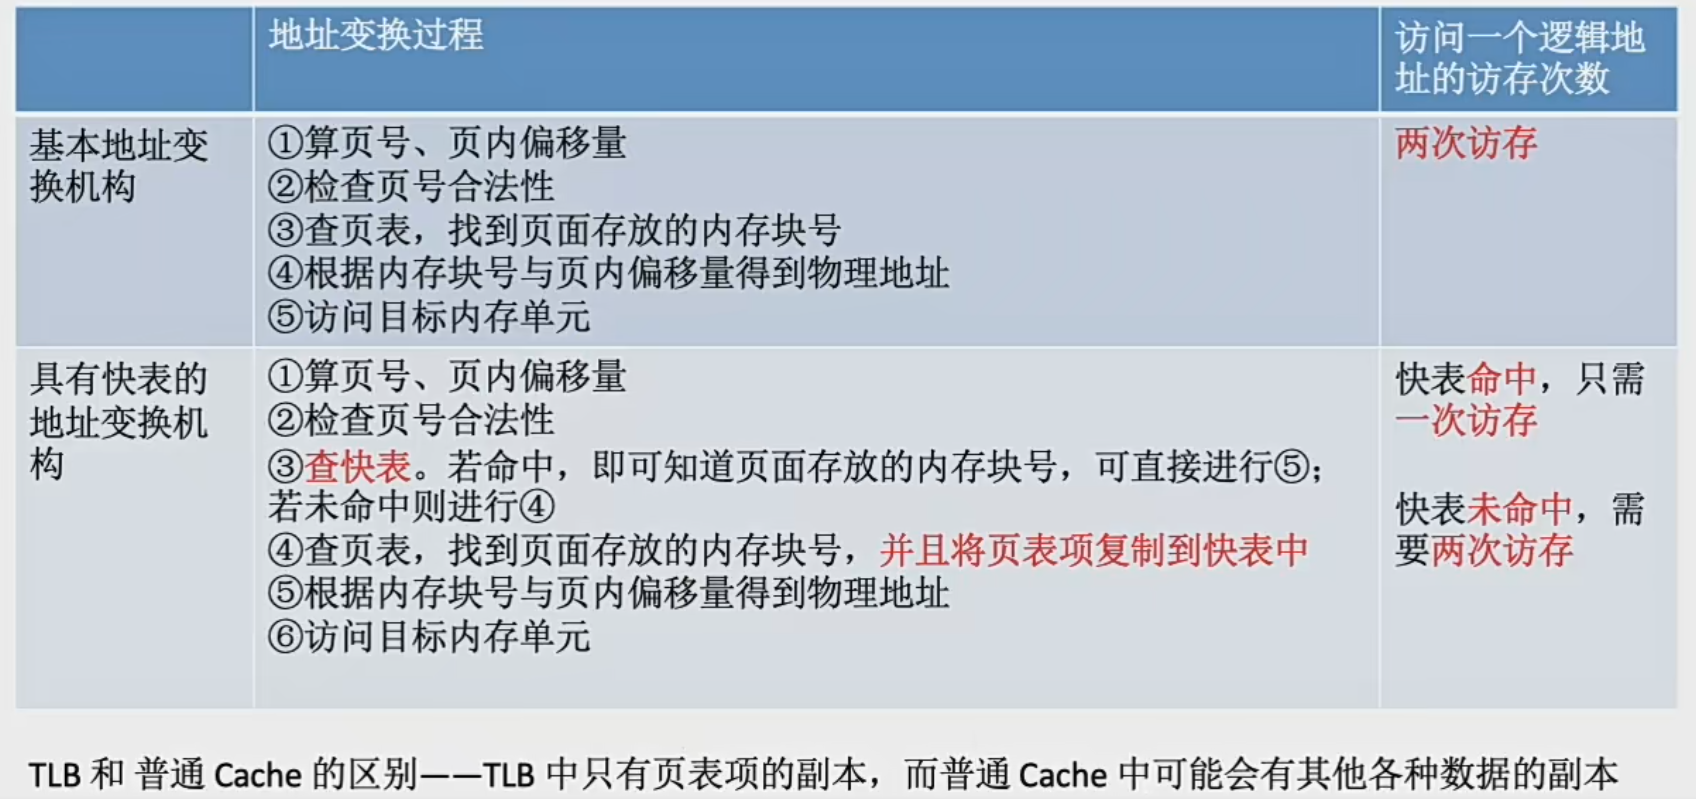 地址变换过程
访问一个逻辑地
址的访存次数
基本地址变
换机构
①算页号、页内偏移量
②检查页号合法性
③查页表，找到页面存放的内存块号
④根据内存块号与页内偏移量得到物理地址
⑤访问目标内存单元
两次访存
具有快表的
地址变换机
构
①算页号、页内偏移量
②检查页号合法性
③查快表。若命中，即可知道页面存放的内存块号，可直接进行⑤；
若未命中则进行④
④查页表，找到页面存放的内存块号，并且将页表项复制到快表中
⑤根据内存块号与页内偏移量得到物理地址
⑥访问目标内存单元
快表命中，只需
一次访存
快表未命中，需
要两次访存
TLB 和 普通 Cache 的区别——TLB 中只有页表项的副本，而普通 Cache 中可能会有其他各种数据的副本